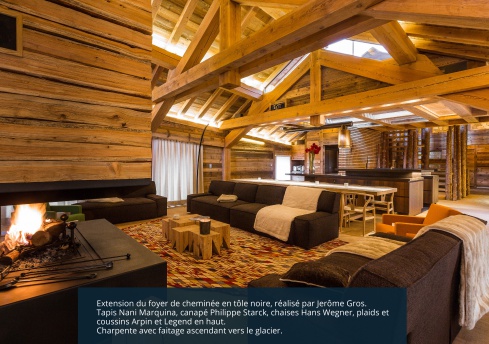 Extension du foyer de cheminée en tôle noire, réalisé par Jerôme Gros.
Tapis Nani Marquina, canapé Philippe Starck, chaises Hans Wegner, plaids et
coussins Arpin et Legend en haut.
Charpente avec faitage ascendant vers le glacier.